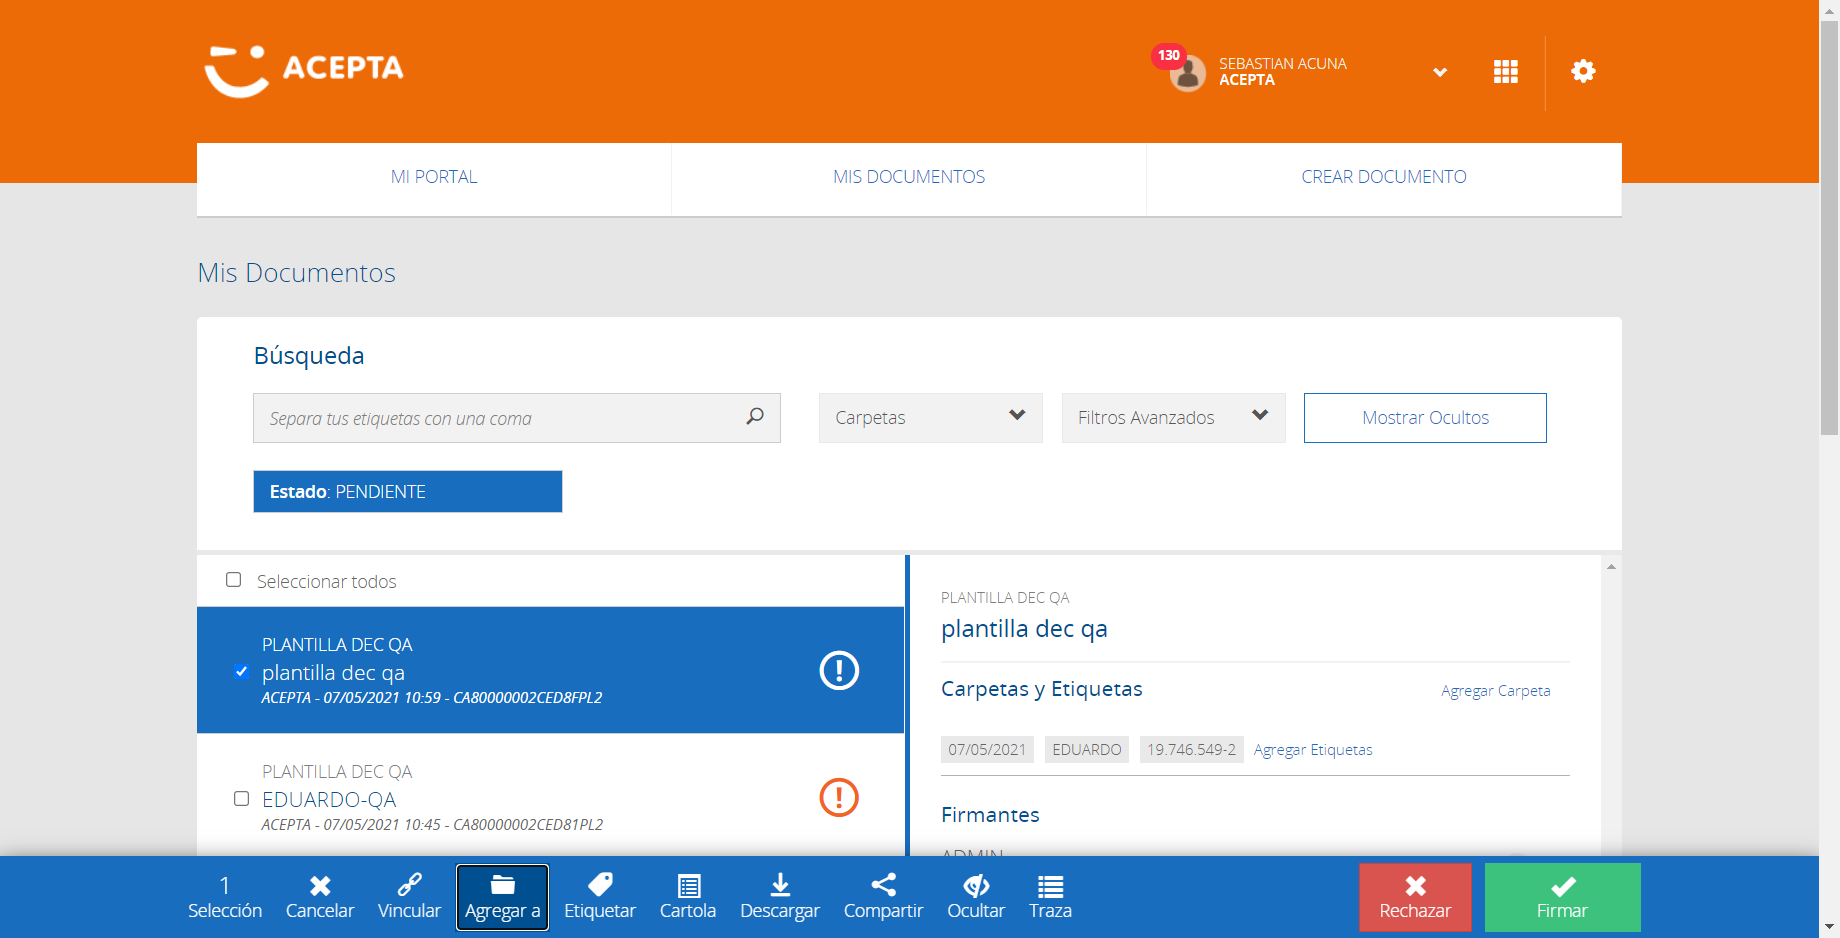 ACEPTA
130
SEBASTIAN ACUNA
ACEPTA
MI PORTAL
MIS DOCUMENTOS
CREAR DOCUMENTO
Mis Documentos
Búsqueda
Separa tus etiquetas con una coma
Carpetas
Filtros Avanzados
Mostrar Ocultos
Estado: PENDIENTE
Seleccionar todos
PLANTILLA DEC QA
plantilla dec qa
ACEPTA - 07/05/2021 10:59 - CA80000002CED8FPL2
PLANTILLA DEC QA
EDUARDO-QA
ACEPTA - 07/05/2021 10:45 - CA80000002CED81PL2
PLANTILLA DEC QA
plantilla dec qa
Carpetas y Etiquetas
Agregar Carpeta
07/05/2021
EDUARDO
19.746.549-2
Agregar Etiquetas
Firmantes
ADMIN
1
Selección
Cancelar
Vincular
Agregar a
Etiquetar
Cartola
Descargar
Compartir
Ocultar
Traza
Rechazar
Firmar